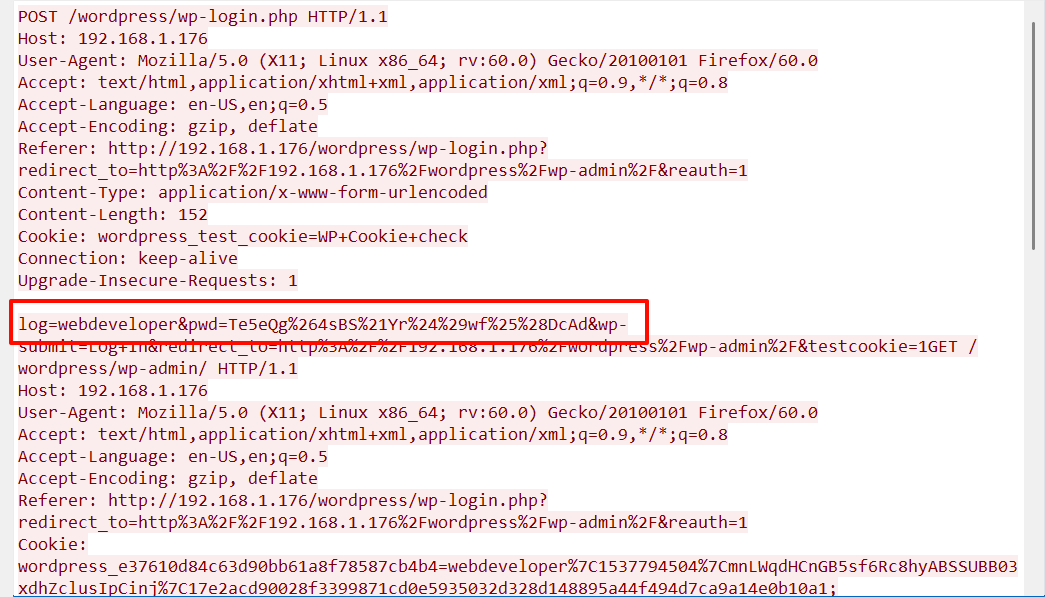 POST /wordpress/wp-login.php HTTP/1.1
Host: 192.168.1.176
User-Agent: Mozilla/5.0 (X11; Linux x86_64; rv:60.0) Gecko/20100101 Firefox/60.0
Accept: text/html,application/xhtml+xml,application/xml;q=0.9,*/*;q=0.8
Accept-Language: en-US,en;q=0.5
Accept-Encoding: gzip, deflate
Referer: http://192.168.1.176/wordpress/wp-login.php?
redirect_to=http%3A%2F%2F192.168.1.176%2Fwordpress%2Fwp-admin%2F&reauth=1
Content-Type: application/x-www-form-urlencoded
Content-Length: 152
Cookie: wordpress_test_cookie=WP+Cookie+check
Connection: keep-alive
Upgrade-Insecure-Requests: 1
log=webdeveloper&pwd=Te5eQg%264sBS%21Yr%24%29wf%25%28DcAd&wp-
submit=Log+In&redirect_to=http%3A%2F%2F192.168.1.176%2Fwordpress%2Fwp-admin%2F&testcookie=1GET /
wordpress/wp-admin/ HTTP/1.1
Host: 192.168.1.176
User-Agent: Mozilla/5.0 (X11; Linux x86_64; rv:60.0) Gecko/20100101 Firefox/60.0
Accept: text/html,application/xhtml+xml,application/xml;q=0.9,*/*;q=0.8
Accept-Language: en-US,en;q=0.5
Accept-Encoding: gzip, deflate
Referer: http://192.168.1.176/wordpress/wp-login.php?
redirect_to=http%3A%2F%2F192.168.1.176%2Fwordpress%2Fwp-admin%2F&reauth=1
Cookie:
wordpress_e37610d84c63d90bb61a8f78587cb4b4=webdeveloper%7C1537794504%7CmnLWqdHCnGB5sf6Rc8hyABSSUBB03
xdhZclusIpCinj%7C17e2acd90028f3399871cd0e5935032d328d148895a44f494d7ca9a14e0b10a1;